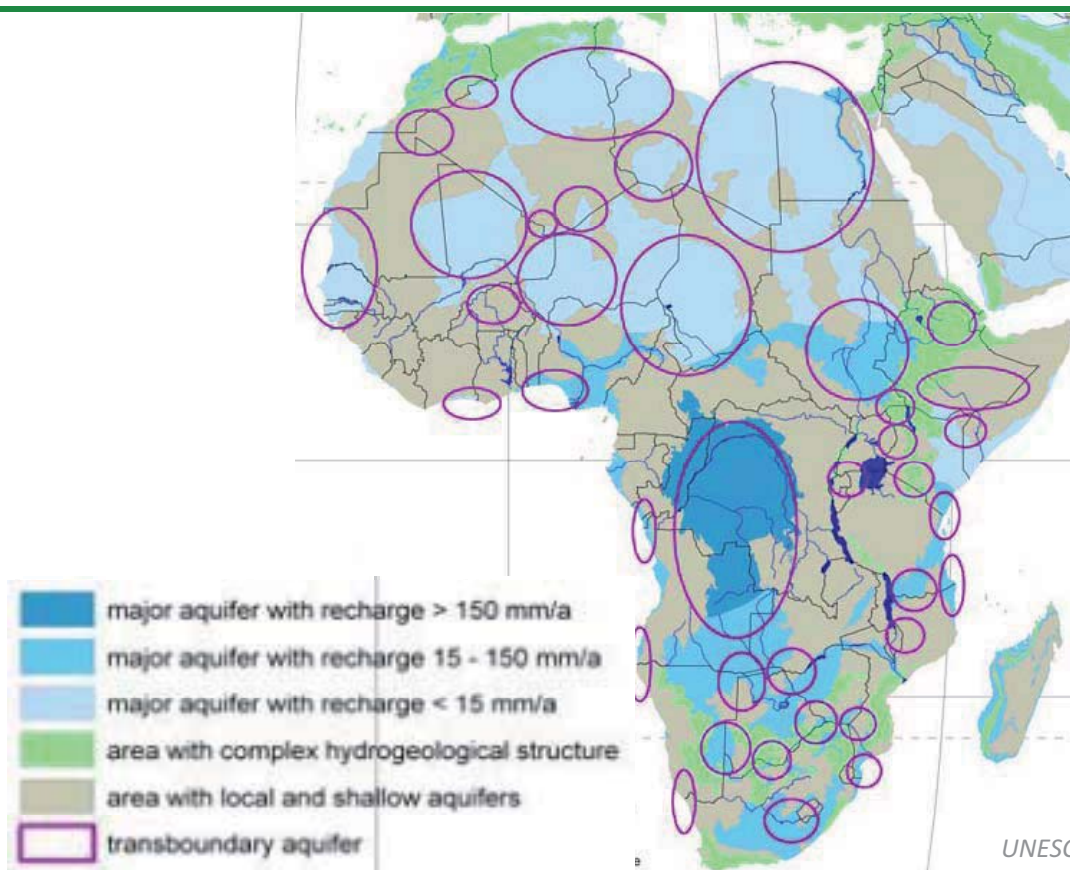 major aquifer with recharge > 150 mm/a
major aquifer with recharge 15 - 150 mm/a
major aquifer with recharge < 15 mm/a
area with complex hydrogeological structure
area with local and shallow aquifers
transboundary aquifer
e
UNESC